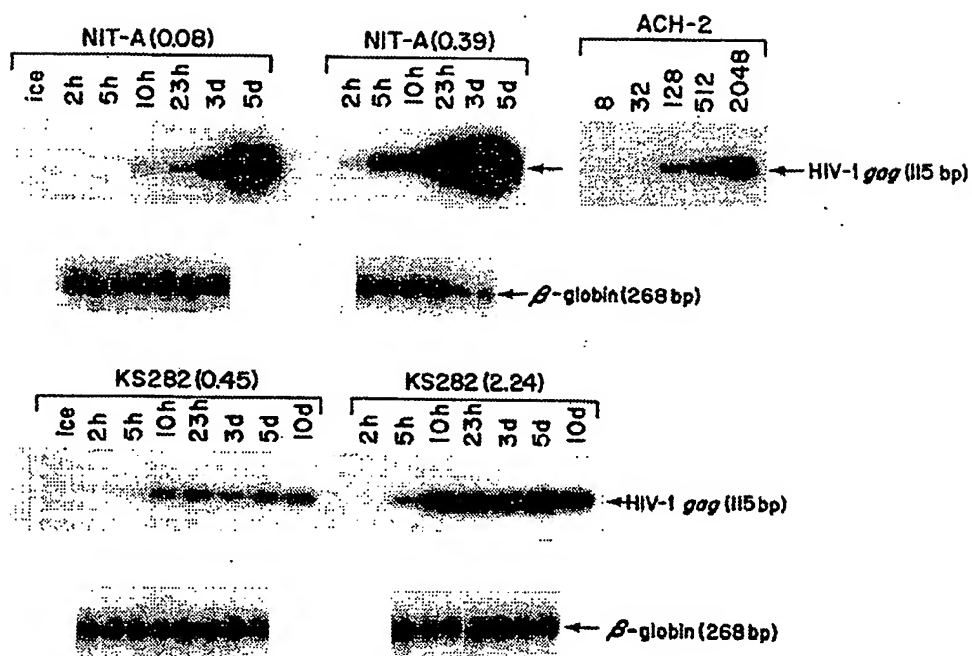 NIT-A (0.08)
ice 2h 5h 10h 23h 3d 5d
NIT-A (0.39)
2h 5h 10h 23h 3d 5d
ACH-2
8 32 128 512 2048
HIV-1 gag (115 bp)
β-globin (268 bp)
KS282 (0.45)
ice 2h 5h 10h 23h 3d 5d 10d
KS282 (2.24)
2h 5h 10h 23h 3d 5d 10d
HIV-1 gag (115 bp)
β-globin (268 bp)